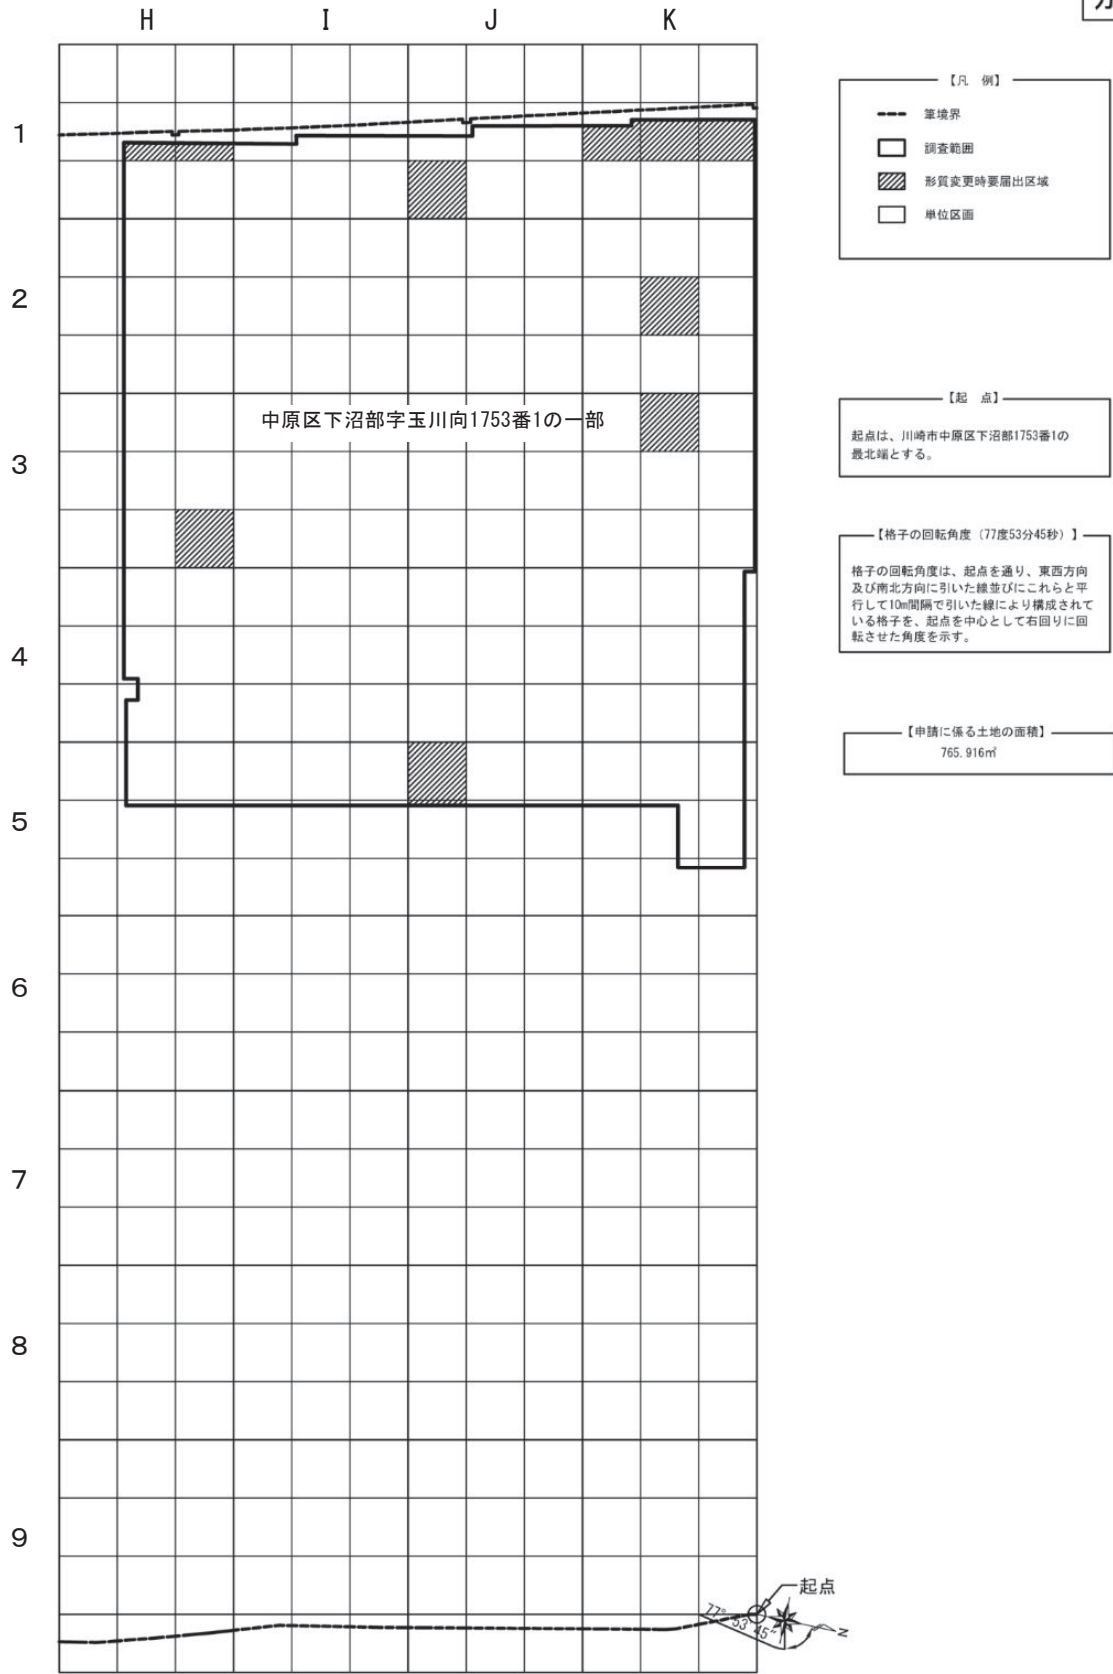 H I J K
1
2
3
4
5
6
7
8
9
中原区下沼部字玉川向1753番1の一部
【凡 例】
筆境界
調査範囲
形質変更時要届出区域
単位区画
【起 点】
起点は、川崎市中原区下沼部1753番1の
最北端とする。
【格子の回転角度（77度53分45秒）】
格子の回転角度は、起点を通り、東西方向
及び南北方向に引いた線並びにこれらと平
行して10m間隔で引いた線により構成されて
いる格子を、起点を中心として右回りに回
転させた角度を示す。
【申請に係る土地の面積】
765.916㎡
起点
77° 53′45″
N